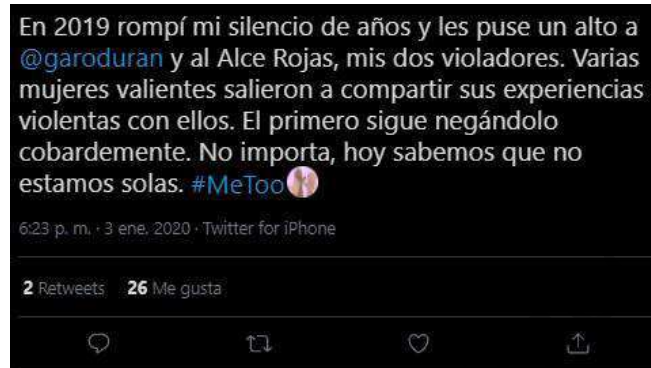 En 2019 rompí mi silencio de años y les puse un alto a
@garoduran y al Alce Rojas, mis dos violadores. Varias
mujeres valientes salieron a compartir sus experiencias
violentas con ellos. El primero sigue negándolo
cobardemente. No importa, hoy sabemos que no
estamos solas. #MeToo
6:23 p. m. · 3 ene. 2020 · Twitter for iPhone
2 Retweets 26 Me gusta